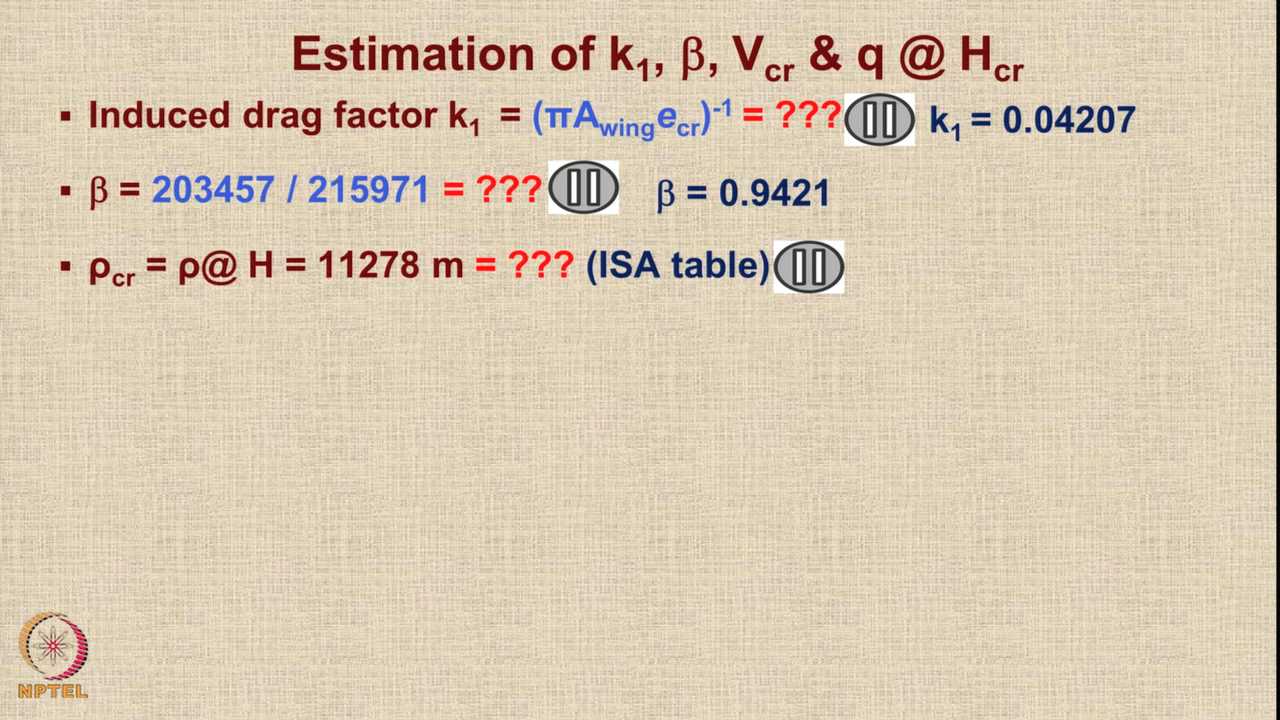 Estimation of k₁, β, Vcr & q @ Hcr
▪ Induced drag factor k₁ = (πAwingecr)⁻¹ = ??? k₁ = 0.04207
▪ β = 203457 / 215971 = ??? β = 0.9421
▪ ρcr = ρ@ H = 11278 m = ??? (ISA table)
NPTEL